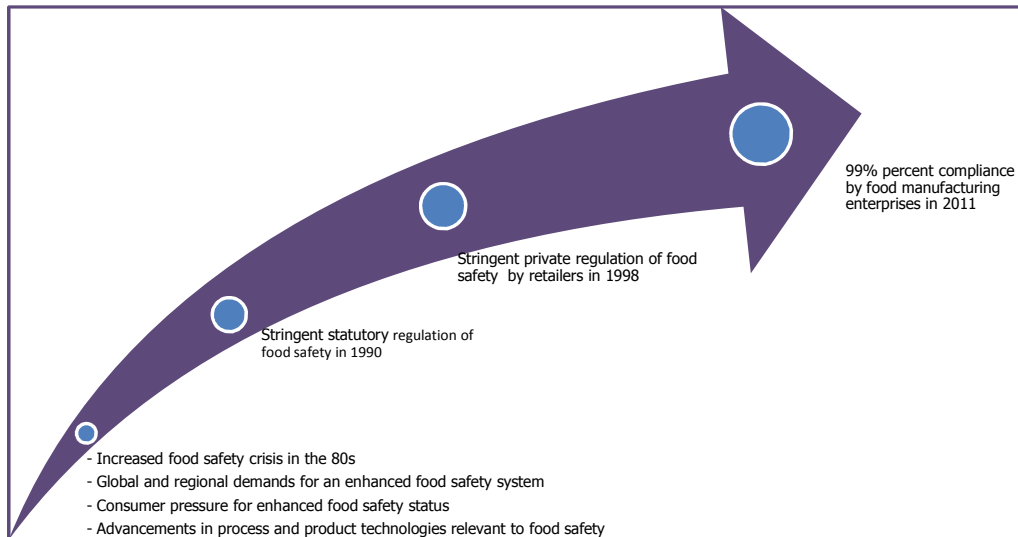 99% percent compliance
by food manufacturing
enterprises in 2011
Stringent private regulation of food
safety by retailers in 1998
Stringent statutory regulation of
food safety in 1990
- Increased food safety crisis in the 80s
- Global and regional demands for an enhanced food safety system
- Consumer pressure for enhanced food safety status
- Advancements in process and product technologies relevant to food safety